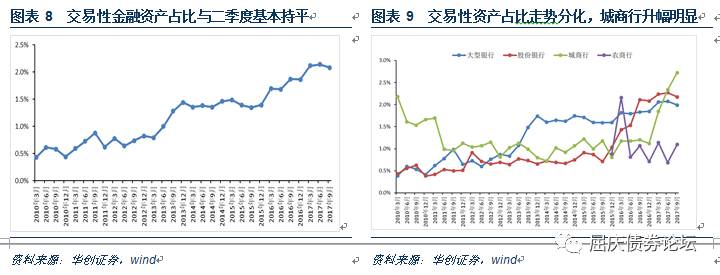 图表 8 交易性金融资产占比与二季度基本持平
2.5%
2.0%
1.5%
1.0%
0.5%
0.0%
2010年3月
2010年6月
2010年9月
2010年12月
2011年3月
2011年6月
2011年9月
2011年12月
2012年3月
2012年6月
2012年9月
2012年12月
2013年3月
2013年6月
2013年9月
2013年12月
2014年3月
2014年6月
2014年9月
2014年12月
2015年3月
2015年6月
2015年9月
2015年12月
2016年3月
2016年6月
2016年9月
2016年12月
2017年3月
2017年6月
2017年9月
资料来源：华创证券，wind
图表 9 交易性资产占比走势分化，城商行升幅明显
大型银行 股份银行 城商行 农商行
3.0%
2.5%
2.0%
1.5%
1.0%
0.5%
0.0%
2010年3月
2010年6月
2010年9月
2010年12月
2011年3月
2011年6月
2011年9月
2011年12月
2012年3月
2012年6月
2012年9月
2012年12月
2013年3月
2013年6月
2013年9月
2013年12月
2014年3月
2014年6月
2014年9月
2014年12月
2015年3月
2015年6月
2015年9月
2015年12月
2016年3月
2016年6月
2016年9月
2016年12月
2017年3月
2017年6月
2017年9月
资料来源：华创证券，wind
屈庆债券论坛